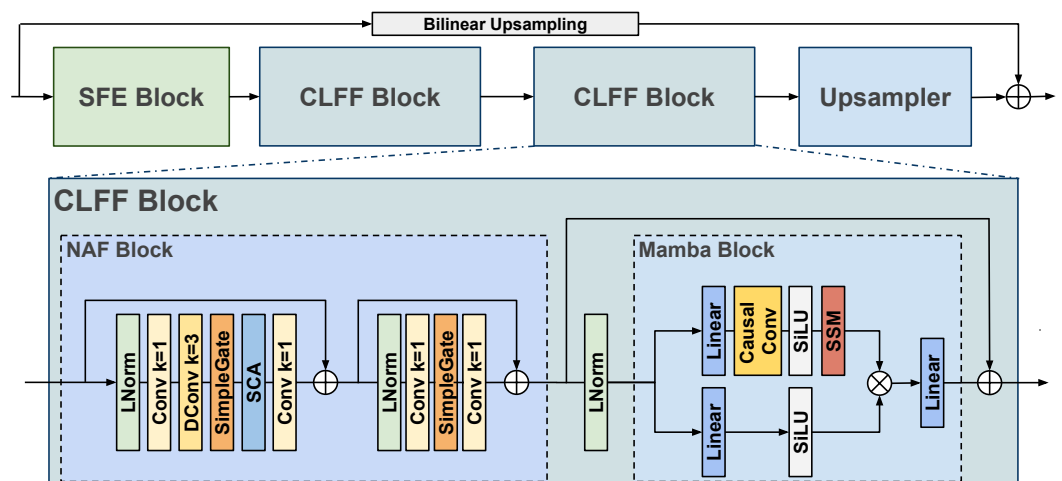 Bilinear Upsampling
SFE Block
CLFF Block
CLFF Block
Upsampler
CLFF Block
NAF Block
LNorm
Conv k=1
DConv k=3
SimpleGate
SCA
Conv k=1
LNorm
Conv k=1
SimpleGate
Conv k=1
LNorm
Mamba Block
Linear
Causal
Conv
SiLU
SSM
Linear
SiLU
Linear